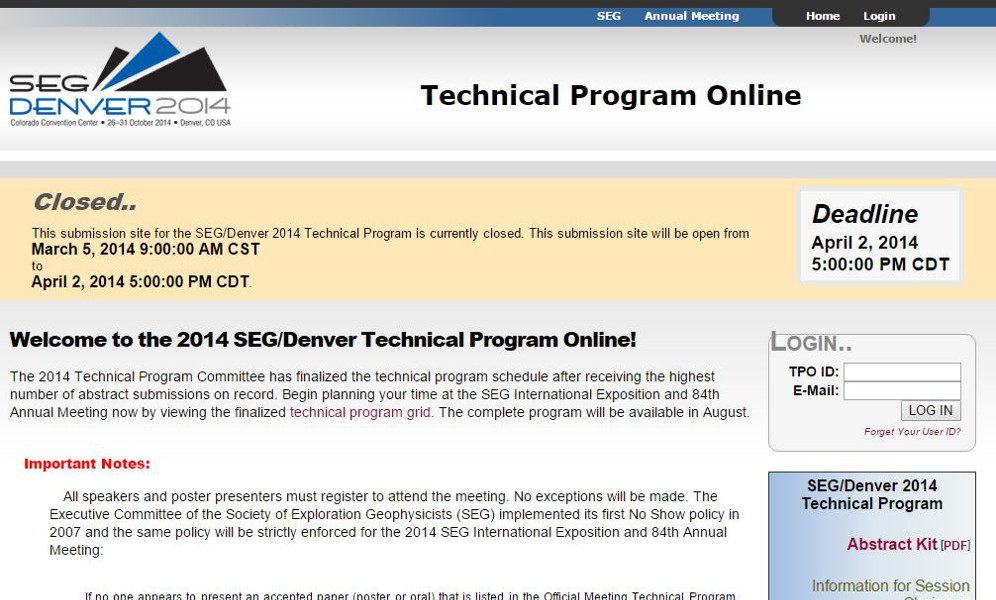 SEG Annual Meeting Home Login
Welcome!
SEG
DENVER 2014
Colorado Convention Center • 26–31 October 2014 • Denver, CO USA
Technical Program Online
Closed..
This submission site for the SEG/Denver 2014 Technical Program is currently closed. This submission site will be open from
March 5, 2014 9:00:00 AM CST
to
April 2, 2014 5:00:00 PM CDT.
Deadline
April 2, 2014
5:00:00 PM CDT
Welcome to the 2014 SEG/Denver Technical Program Online!
The 2014 Technical Program Committee has finalized the technical program schedule after receiving the highest
number of abstract submissions on record. Begin planning your time at the SEG International Exposition and 84th
Annual Meeting now by viewing the finalized technical program grid. The complete program will be available in August.
Important Notes:
All speakers and poster presenters must register to attend the meeting. No exceptions will be made. The
Executive Committee of the Society of Exploration Geophysicists (SEG) implemented its first No Show policy in
2007 and the same policy will be strictly enforced for the 2014 SEG International Exposition and 84th Annual
Meeting:
If no one appears to present an accepted paper (poster or oral) that is listed in the Official Meeting Technical Program,
LOGIN..
TPO ID:
E-Mail:
LOG IN
Forget Your User ID?
SEG/Denver 2014
Technical Program
Abstract Kit [PDF]
Information for Session